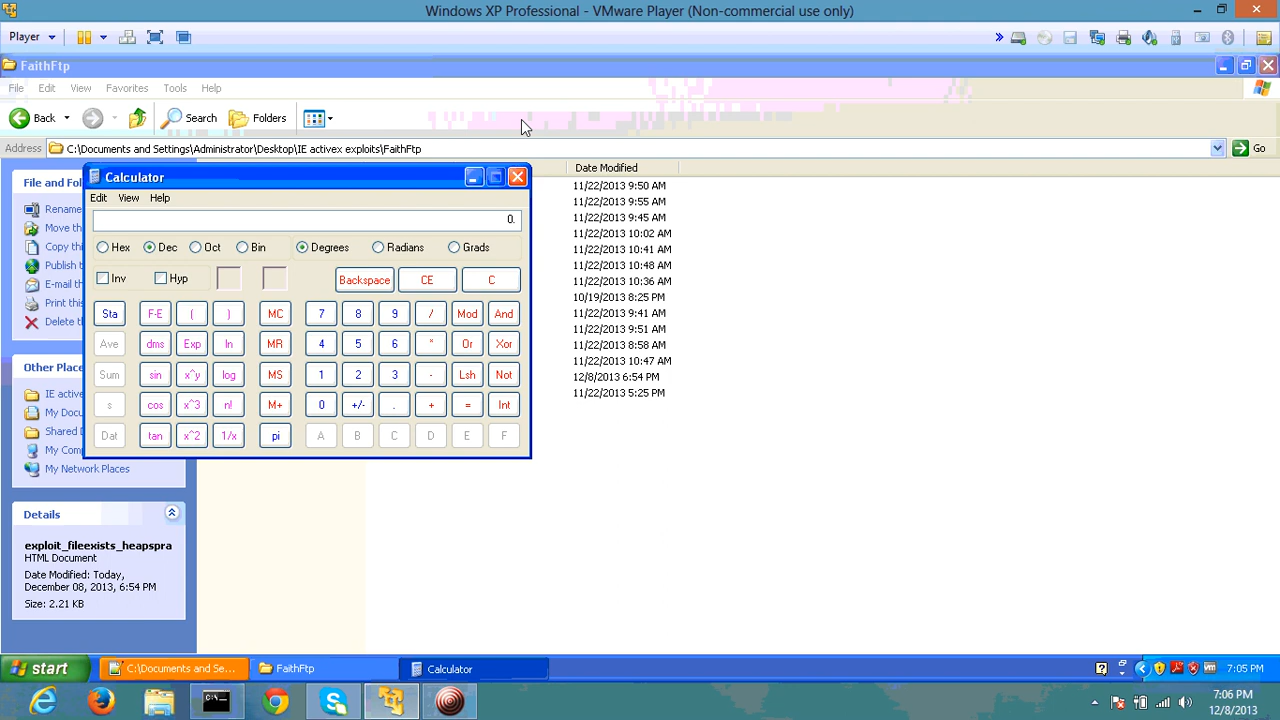 Windows XP Professional - VMware Player (Non-commercial use only)
Player
FaithFtp
File Edit View Favorites Tools Help
Back Search Folders
Address C:\Documents and Settings\Administrator\Desktop\IE activex exploits\FaithFtp Go
File and Fol
Rename
Move th
Copy th
Publish t
E-mail th
Print this
Delete th
Other Place
IE active
My Docu
Shared D
My Com
My Network Places
Details
exploit_fileexists_heapspra
HTML Document
Date Modified: Today,
December 08, 2013, 6:54 PM
Size: 2.21 KB
Calculator
Edit View Help
0.
Hex Dec Oct Bin Degrees Radians Grads
Inv Hyp Backspace CE C
Sta F-E ( ) MC 7 8 9 / Mod And
Ave dms Exp ln MR 4 5 6 * Or Xor
Sum sin x^y log MS 1 2 3 - Lsh Not
s cos x^3 n! M+ 0 +/- . + = Int
Dat tan x^2 1/x pi A B C D E F
Date Modified
11/22/2013 9:50 AM
11/22/2013 9:55 AM
11/22/2013 9:45 AM
11/22/2013 10:02 AM
11/22/2013 10:41 AM
11/22/2013 10:48 AM
11/22/2013 10:36 AM
10/19/2013 8:25 PM
11/22/2013 9:41 AM
11/22/2013 9:51 AM
11/22/2013 8:58 AM
11/22/2013 10:47 AM
12/8/2013 6:54 PM
11/22/2013 5:25 PM
start C:\Documents and Se... FaithFtp Calculator 7:05 PM
7:06 PM
12/8/2013